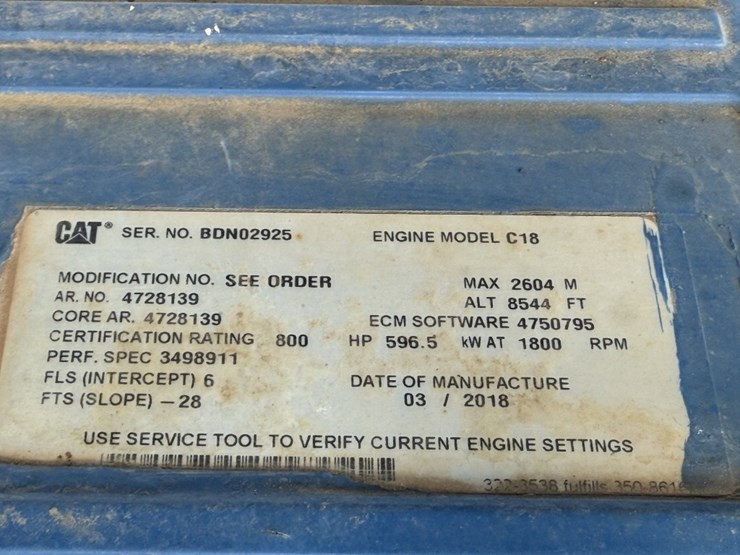 CAT® SER. NO. BDN02925 ENGINE MODEL C18
MODIFICATION NO. SEE ORDER MAX 2604 M
AR. NO. 4728139 ALT 8544 FT
CORE AR. 4728139 ECM SOFTWARE 4750795
CERTIFICATION RATING 800 HP 596.5 kW AT 1800 RPM
PERF. SPEC 3498911
FLS (INTERCEPT) 6 DATE OF MANUFACTURE
FTS (SLOPE) —28 03 / 2018
USE SERVICE TOOL TO VERIFY CURRENT ENGINE SETTINGS
322-3538 fulfills